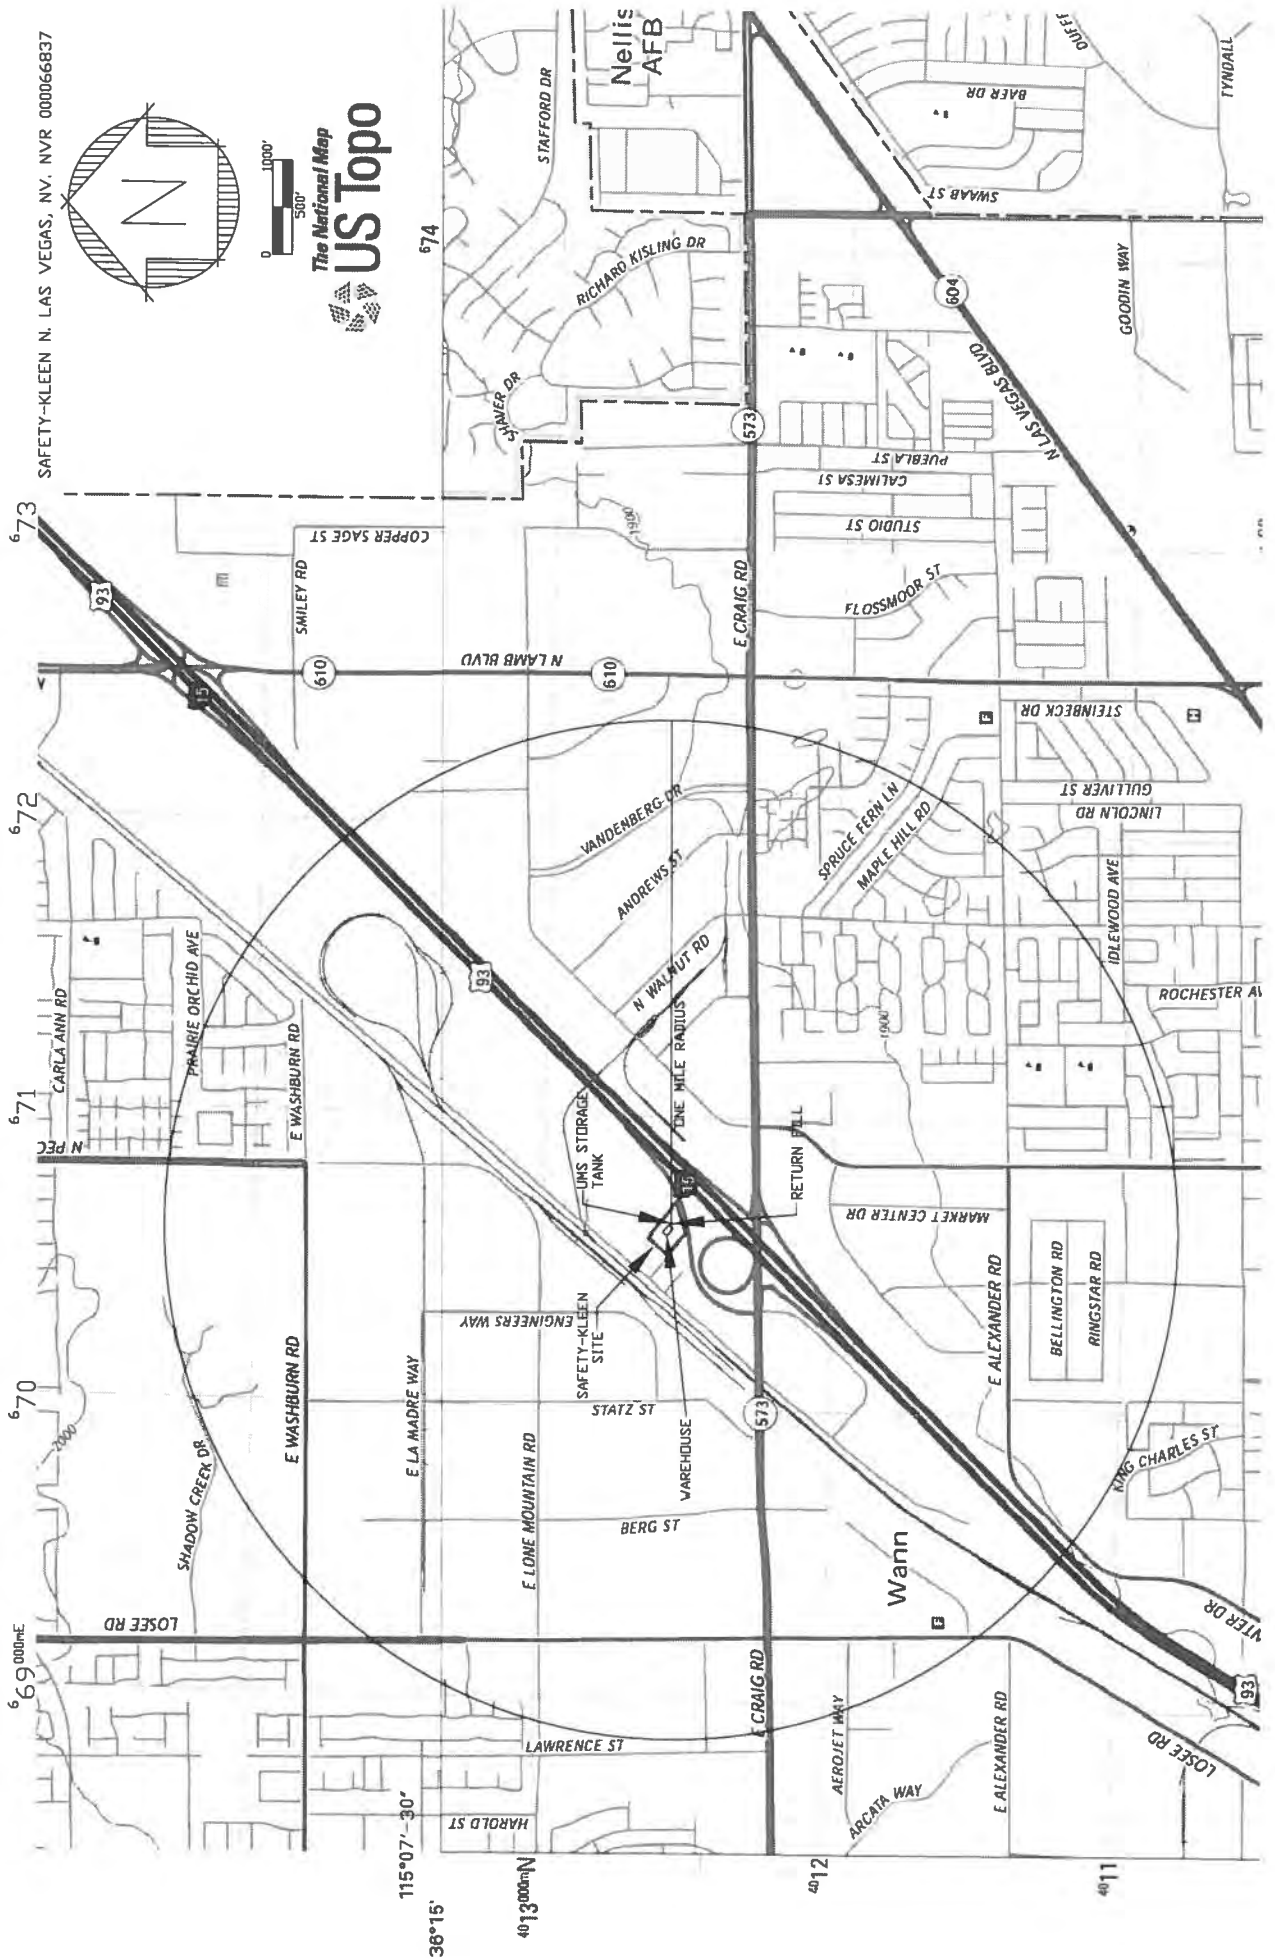 SAFETY-KLEEN N. LAS VEGAS, NV. NVR 000066837
N
0
500'
1000'
The National Map
US Topo
⁶69⁰⁰⁰mE
⁶70
⁶71
⁶72
⁶73
⁶74
115°07'-30"
36°15'
⁴⁰13⁰⁰⁰mN
⁴⁰12
⁴⁰11
2000
SHADOW CREEK DR
LOSEE RD
E WASHBURN RD
N PEC
CARLA ANN RD
PRAIRIE ORCHID AVE
E WASHBURN RD
93
15
SMILEY RD
COPPER SAGE ST
610
N LAMB BLVD
610
HAROLD ST
LAWRENCE ST
E LA MADRE WAY
E LONE MOUNTAIN RD
BERG ST
STATZ ST
ENGINEERS WAY
SAFETY-KLEEN
SITE
WAREHOUSE
UMS STORAGE
TANK
ONE MILE RADIUS
RETURN FILL
15
93
N WALNUT RD
ANDREWS ST
VANDENBERG DR
1900
SHAVER DR
STAFFORD DR
RICHARD KISLING DR
Nellis
AFB
E CRAIG RD
573
E CRAIG RD
573
AEROJET WAY
ARCATA WAY
E ALEXANDER RD
Wann
F
LOSEE RD
93
NTER DR
KING CHARLES ST
E ALEXANDER RD
BELLINGTON RD
RINGSTAR RD
MARKET CENTER DR
1900
SPRUCE FERN LN
MAPLE HILL RD
IDLEWOOD AVE
ROCHESTER AV
LINCOLN RD
GULLIVER ST
STEINBECK DR
F
H
FLOSSMOOR ST
STUDIO ST
CALIMESA ST
PUEBLA ST
N LAS VEGAS BLVD
604
GOODIN WAY
SWAAB ST
BAER DR
DUFFE
TYNDALL